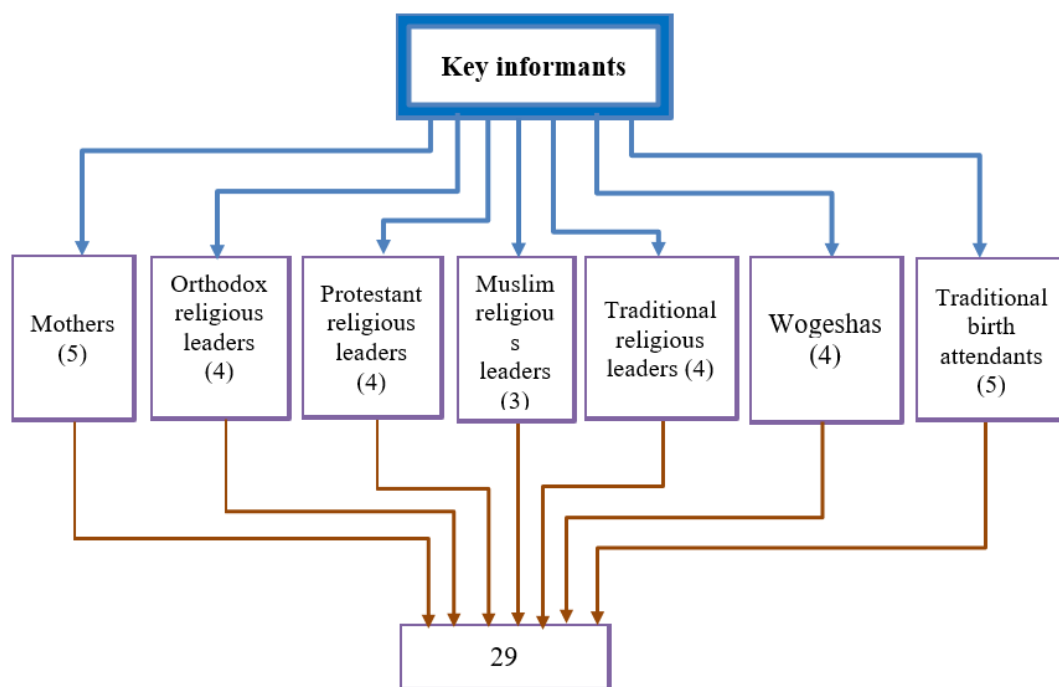 Key informants
Mothers
(5)
Orthodox
religious
leaders
(4)
Protestant
religious
leaders
(4)
Muslim
religiou
s
leaders
(3)
Traditional
religious
leaders (4)
Wogeshas
(4)
Traditional
birth
attendants
(5)
29